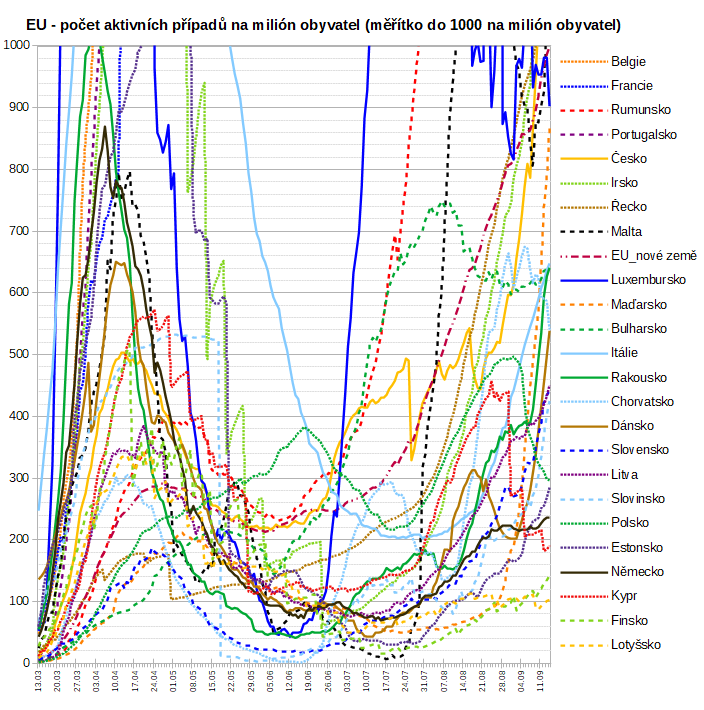 EU - počet aktivních případů na milión obyvatel (měřítko do 1000 na milión obyvatel)
1000
900
800
700
600
500
400
300
200
100
0
13.03 20.03 27.03 03.04 10.04 17.04 24.04 01.05 08.05 15.05 22.05 29.05 05.06 12.06 19.06 26.06 03.07 10.07 17.07 24.07 31.07 07.08 14.08 21.08 28.08 04.09 11.09
Belgie
Francie
Rumunsko
Portugalsko
Česko
Irsko
Řecko
Malta
EU_nové země
Luxembursko
Maďarsko
Bulharsko
Itálie
Rakousko
Chorvatsko
Dánsko
Slovensko
Litva
Slovinsko
Polsko
Estonsko
Německo
Kypr
Finsko
Lotyšsko